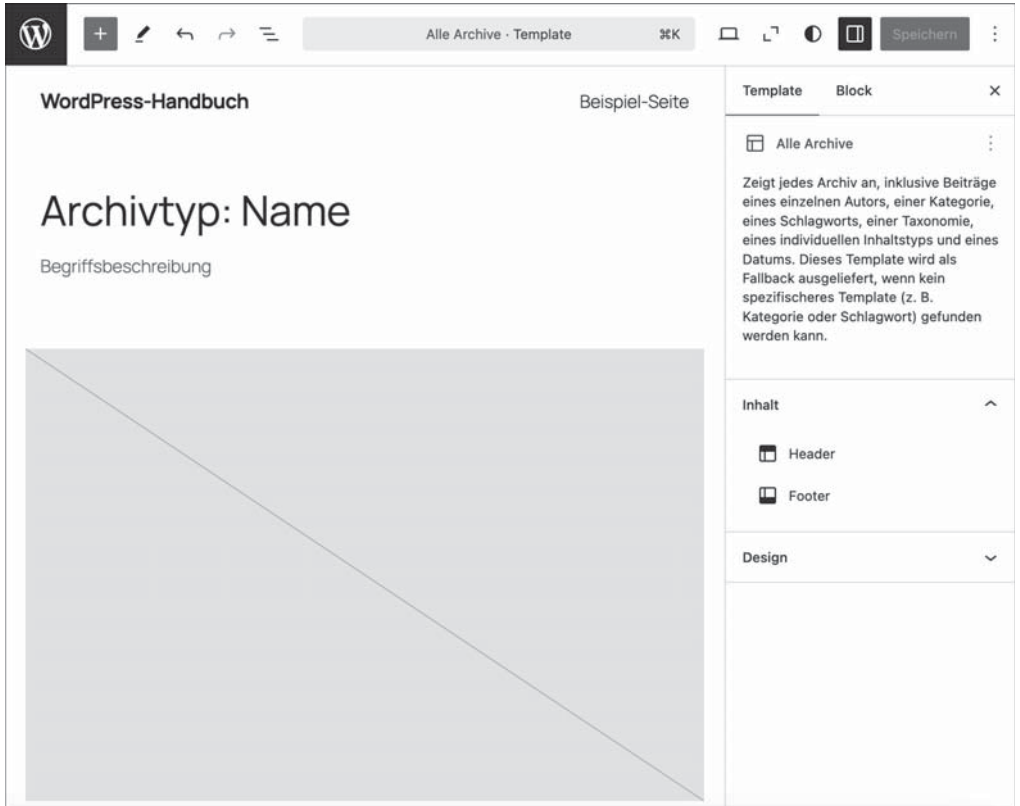 Alle Archive · Template ⌘K
Speichern
WordPress-Handbuch
Beispiel-Seite
Archivtyp: Name
Begriffsbeschreibung
Template Block
Alle Archive
Zeigt jedes Archiv an, inklusive Beiträge
eines einzelnen Autors, einer Kategorie,
eines Schlagworts, einer Taxonomie,
eines individuellen Inhaltstyps und eines
Datums. Dieses Template wird als
Fallback ausgeliefert, wenn kein
spezifischeres Template (z. B.
Kategorie oder Schlagwort) gefunden
werden kann.
Inhalt
Header
Footer
Design